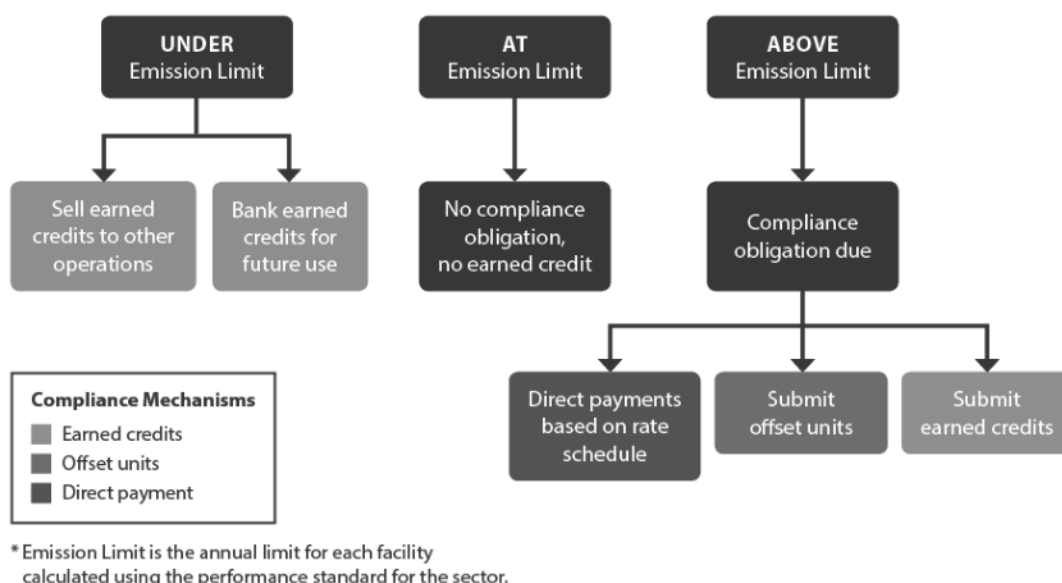 UNDER
Emission Limit
AT
Emission Limit
ABOVE
Emission Limit
Sell earned
credits to other
operations
Bank earned
credits for
future use
No compliance
obligation,
no earned credit
Compliance
obligation due
Direct payments
based on rate
schedule
Submit
offset units
Submit
earned credits
Compliance Mechanisms
Earned credits
Offset units
Direct payment
* Emission Limit is the annual limit for each facility
calculated using the performance standard for the sector.